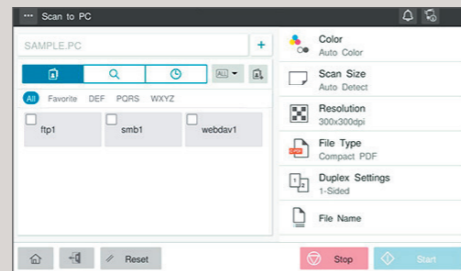 Scan to PC
SAMPLE.PC
+
ALL
All Favorite DEF PQRS WXYZ
ftp1
smb1
webdav1
Color
Auto Color
Scan Size
Auto Detect
Resolution
300x300dpi
File Type
Compact PDF
Duplex Settings
1-Sided
File Name
Reset
Stop
Start